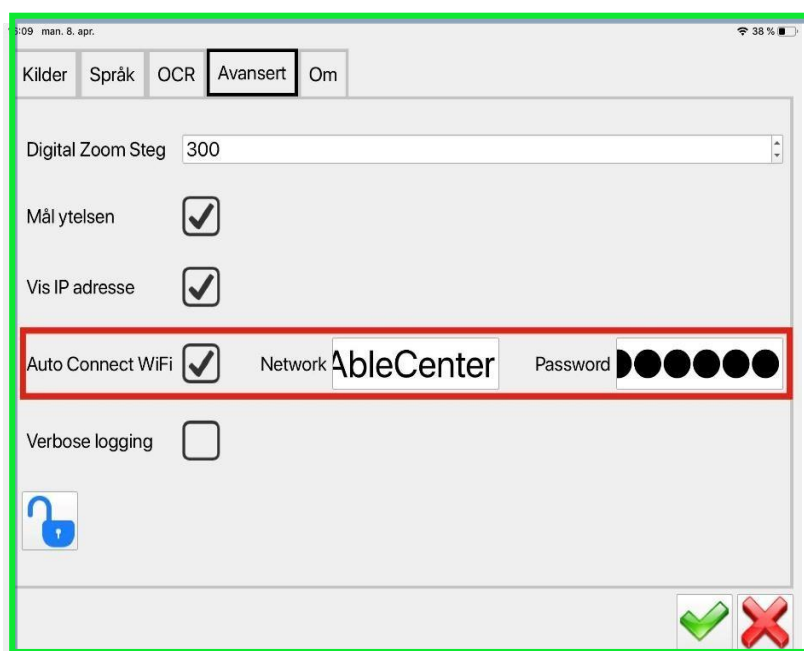 :09 man. 8. apr. 38 %
Kilder Språk OCR Avansert Om
Digital Zoom Steg 300
Mål ytelsen
Vis IP adresse
Auto Connect WiFi Network AbleCenter Password
Verbose logging